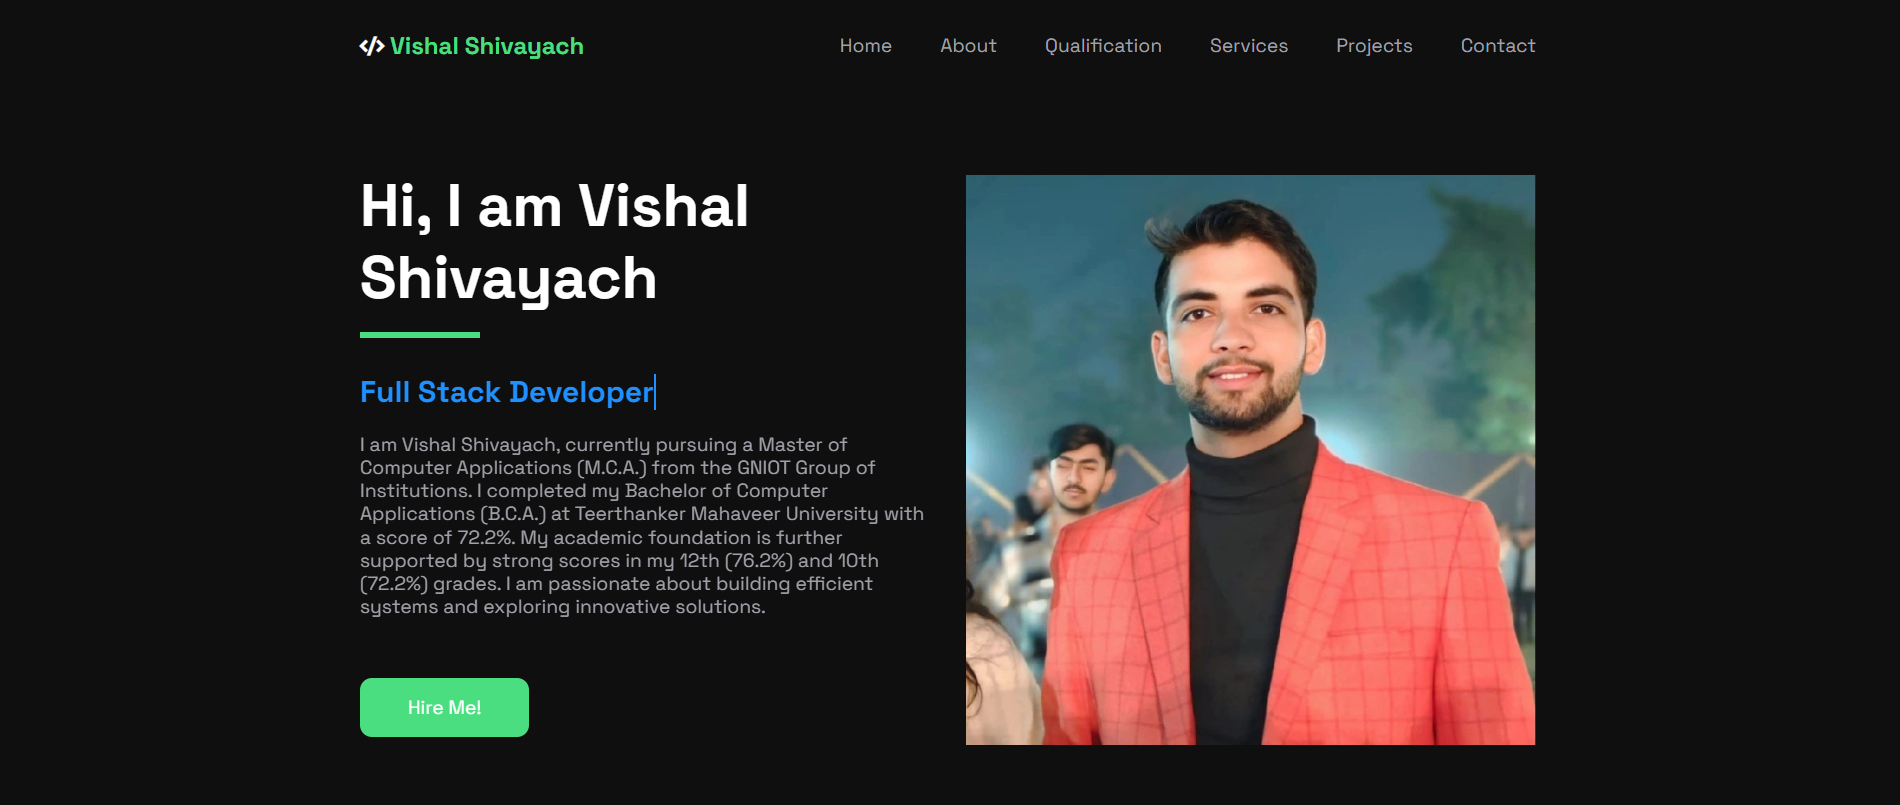 </> Vishal Shivayach
Home About Qualification Services Projects Contact
Hi, I am Vishal
Shivayach
Full Stack Developer
I am Vishal Shivayach, currently pursuing a Master of
Computer Applications (M.C.A.) from the GNIOT Group of
Institutions. I completed my Bachelor of Computer
Applications (B.C.A.) at Teerthanker Mahaveer University with
a score of 72.2%. My academic foundation is further
supported by strong scores in my 12th (76.2%) and 10th
(72.2%) grades. I am passionate about building efficient
systems and exploring innovative solutions.
Hire Me!